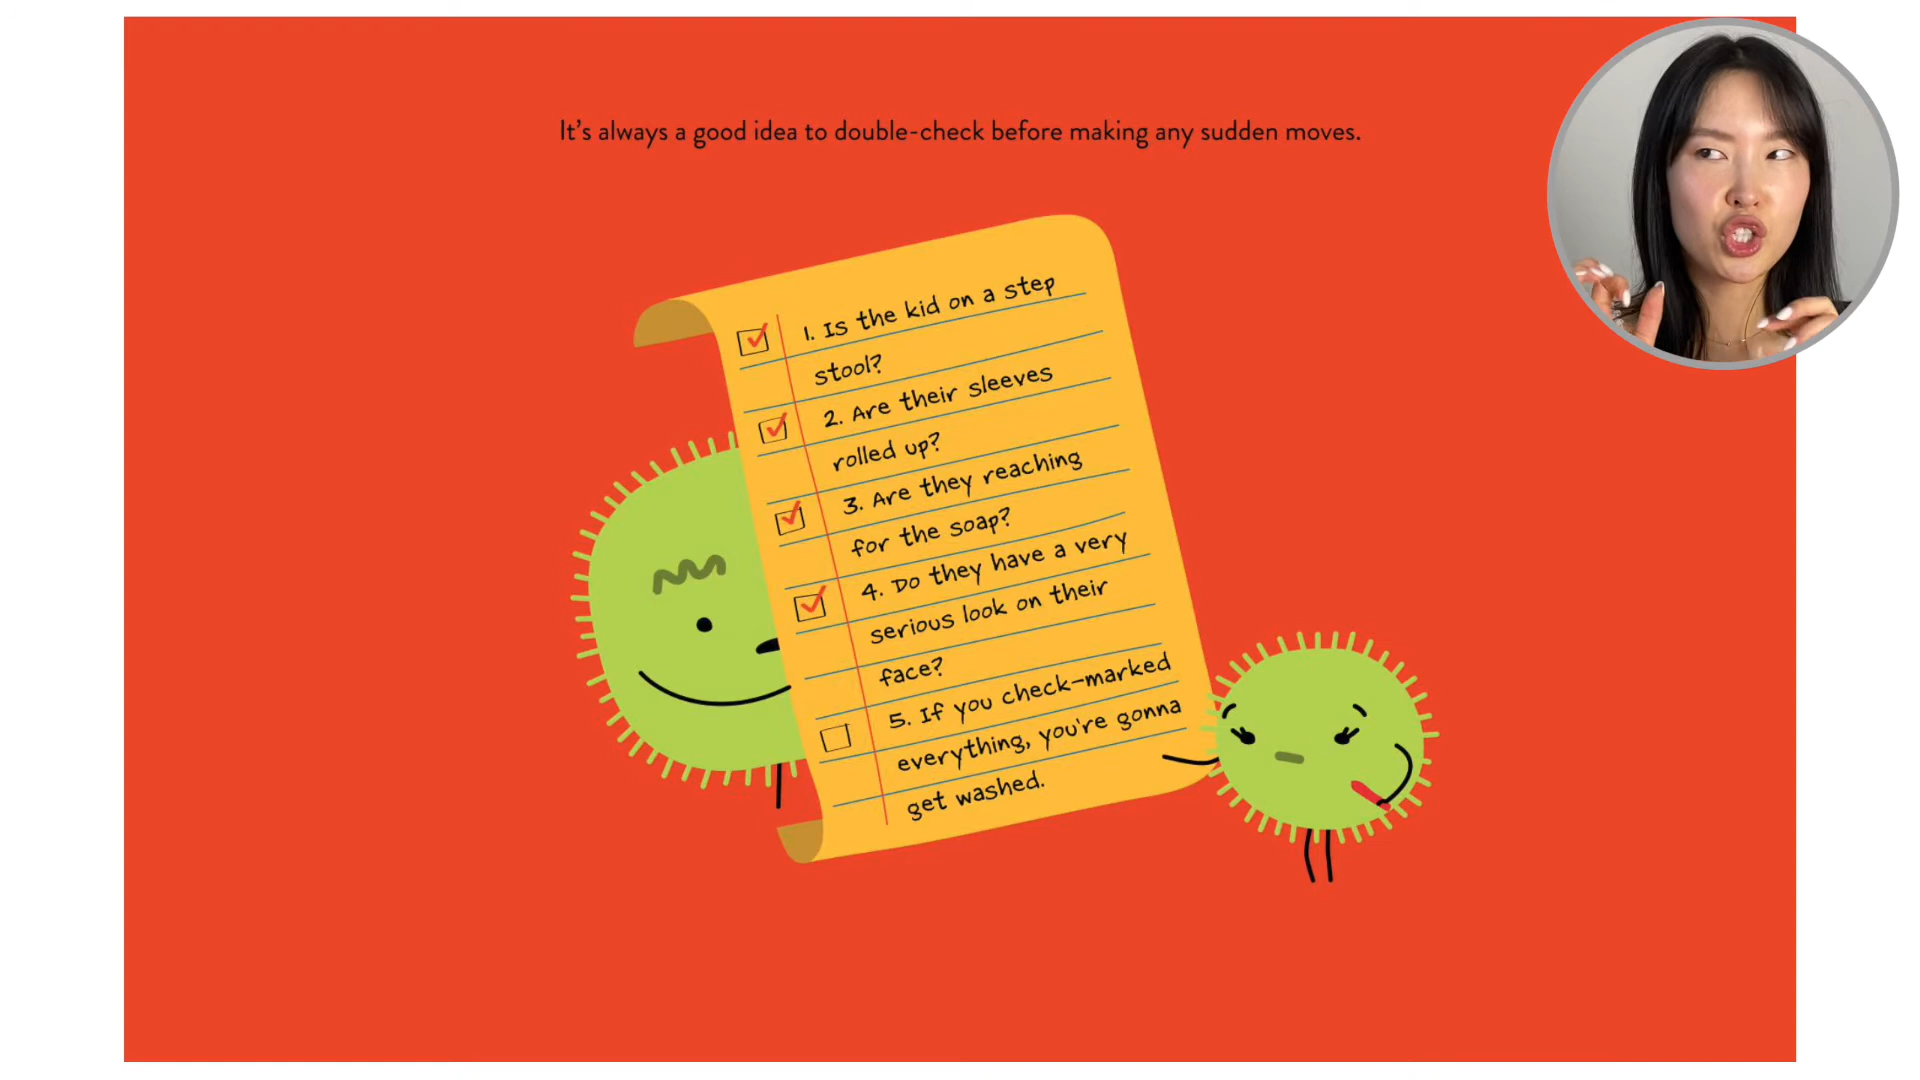 It's always a good idea to double-check before making any sudden moves.
1. Is the kid on a step
stool?
2. Are their sleeves
rolled up?
3. Are they reaching
for the soap?
4. Do they have a very
serious look on their
face?
5. If you check-marked
everything, you're gonna
get washed.